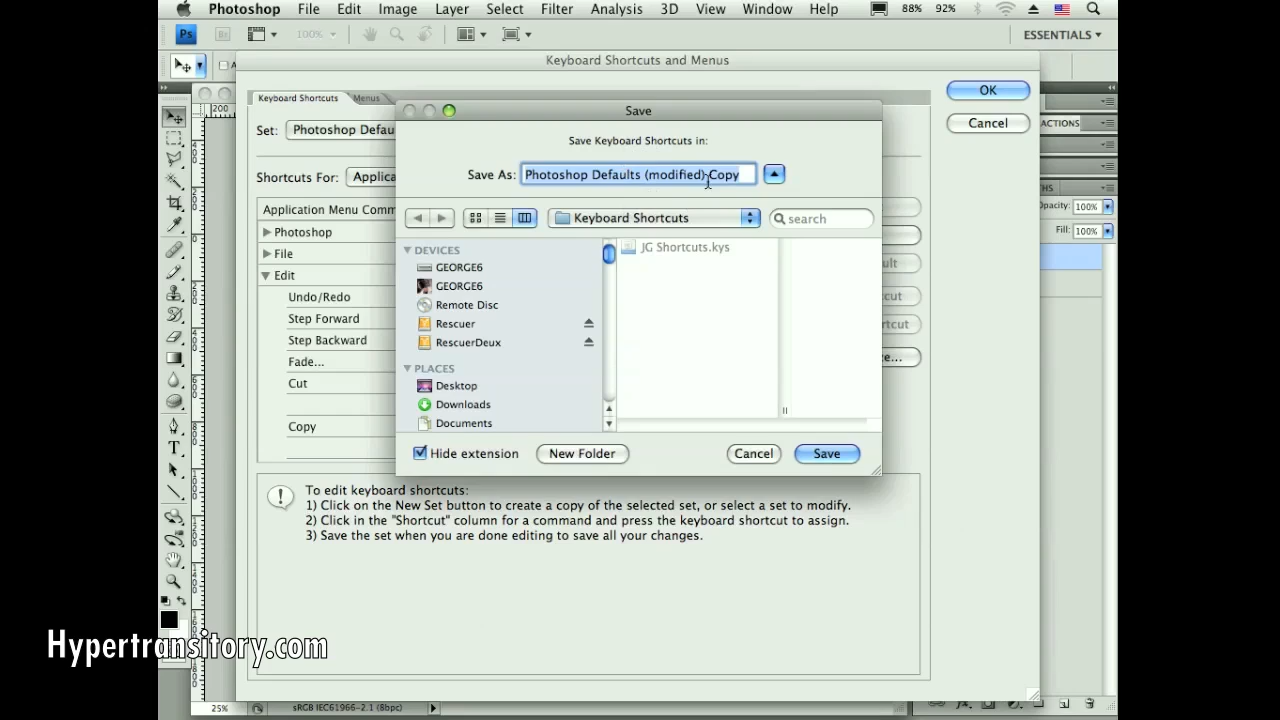 Photoshop File Edit Image Layer Select Filter Analysis 3D View Window Help 88% 92%
Ps Br 100% ESSENTIALS
Keyboard Shortcuts and Menus
Keyboard Shortcuts Menus
OK
Cancel
Set: Photoshop Defau
Shortcuts For: Applica
Application Menu Comm
Photoshop
File
Edit
Undo/Redo
Step Forward
Step Backward
Fade...
Cut
Copy
Save
Save Keyboard Shortcuts in:
Save As: Photoshop Defaults (modified) Copy
Keyboard Shortcuts search
DEVICES
GEORGE6
GEORGE6
Remote Disc
Rescuer
RescuerDeux
PLACES
Desktop
Downloads
Documents
JG Shortcuts.kys
Hide extension New Folder Cancel Save
ult
cut
rtcut
e...
ACTIONS
THS
Opacity: 100%
Fill: 100%
To edit keyboard shortcuts:
1) Click on the New Set button to create a copy of the selected set, or select a set to modify.
2) Click in the "Shortcut" column for a command and press the keyboard shortcut to assign.
3) Save the set when you are done editing to save all your changes.
Hypertransitory.com
25% sRGB IEC61966-2.1 (8bpc)